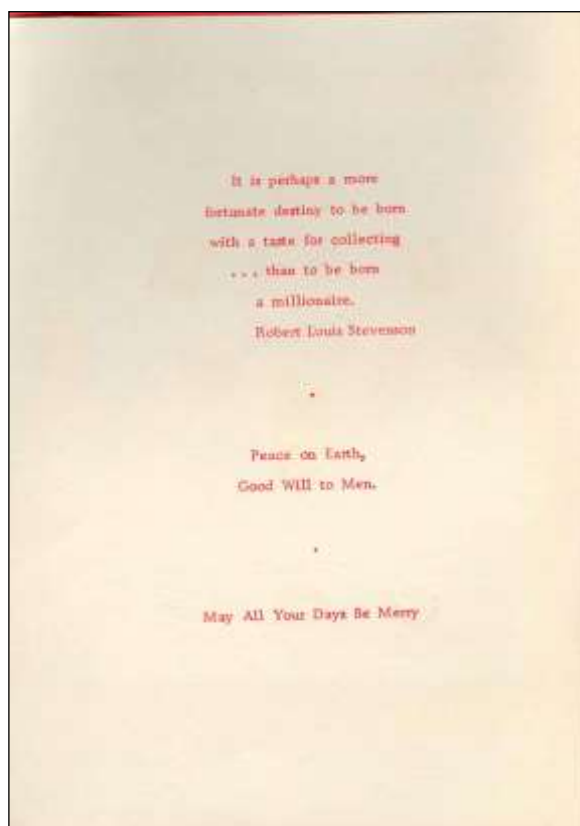 It is perhaps a more
fortunate destiny to be born
with a taste for collecting
. . . than to be born
a millionaire.
Robert Louis Stevenson
Peace on Earth,
Good Will to Men.
May All Your Days Be Merry